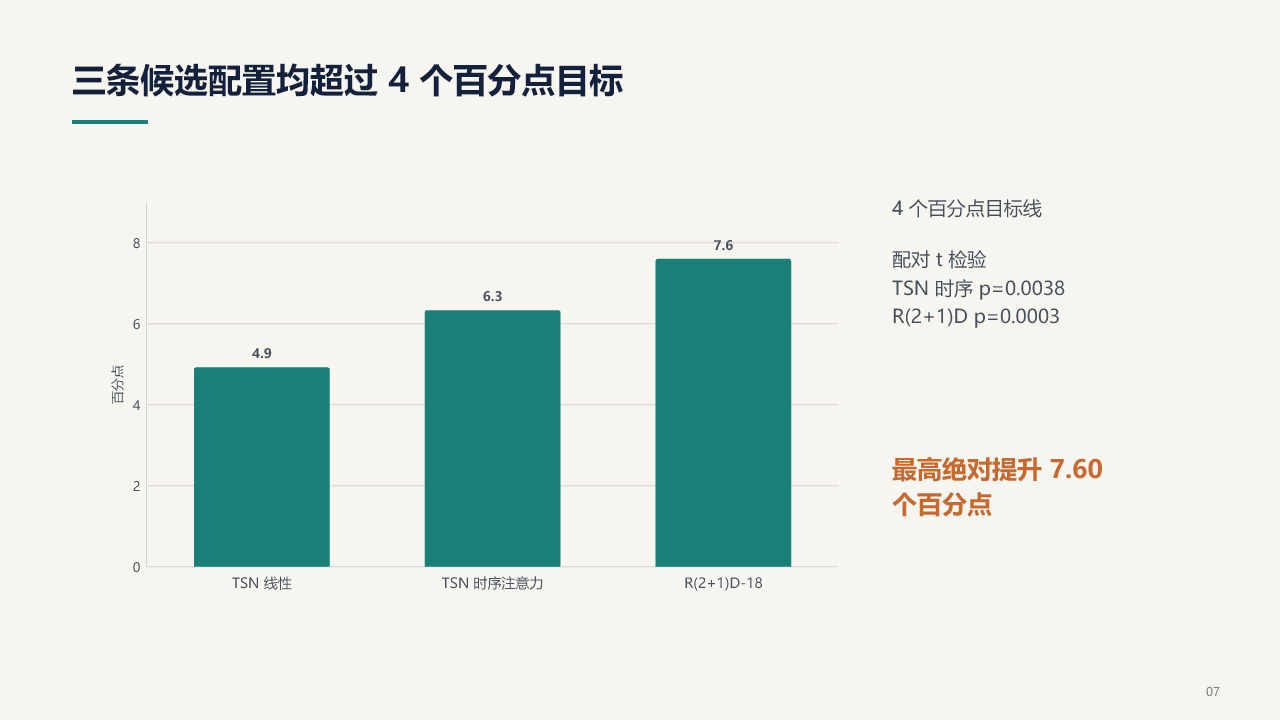 三条候选配置均超过 4 个百分点目标
4 个百分点目标线
配对 t 检验
TSN 时序 p=0.0038
R(2+1)D p=0.0003
最高绝对提升 7.60
个百分点
百分点
8
6
4
2
0
4.9
6.3
7.6
TSN 线性
TSN 时序注意力
R(2+1)D-18
07